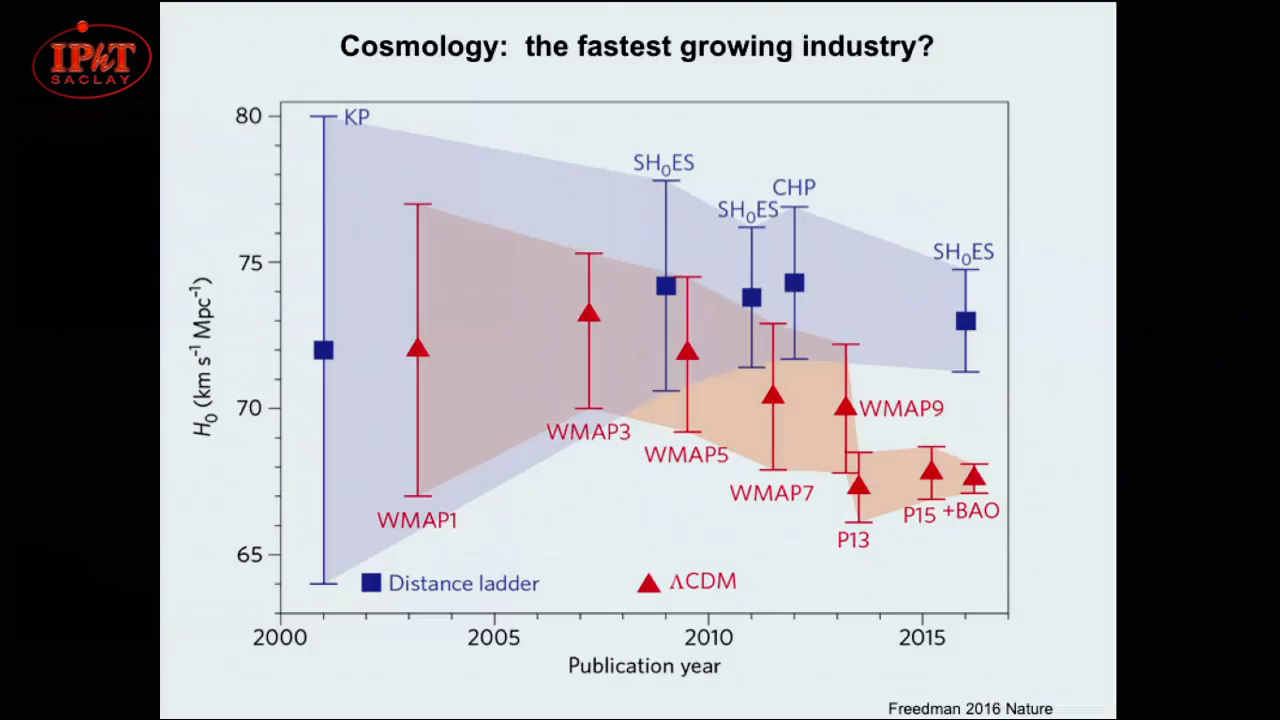 IPhT
SACLAY
Cosmology: the fastest growing industry?
80
KP
SH₀ES
CHP
SH₀ES
SH₀ES
75
H₀ (km s⁻¹ Mpc⁻¹)
70
WMAP9
WMAP3
WMAP5
WMAP7
WMAP1
P15 +BAO
P13
65
Distance ladder
ΛCDM
2000 2005 2010 2015
Publication year
Freedman 2016 Nature